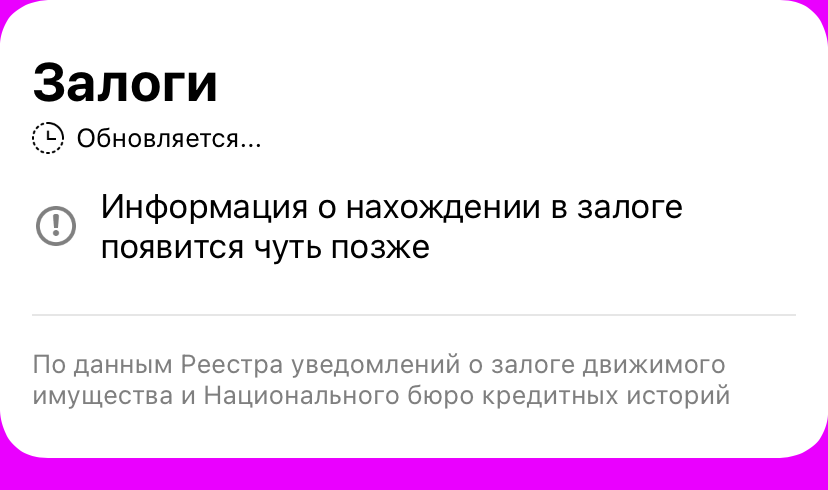 Залоги
Обновляется...
Информация о нахождении в залоге
появится чуть позже
По данным Реестра уведомлений о залоге движимого
имущества и Национального бюро кредитных историй